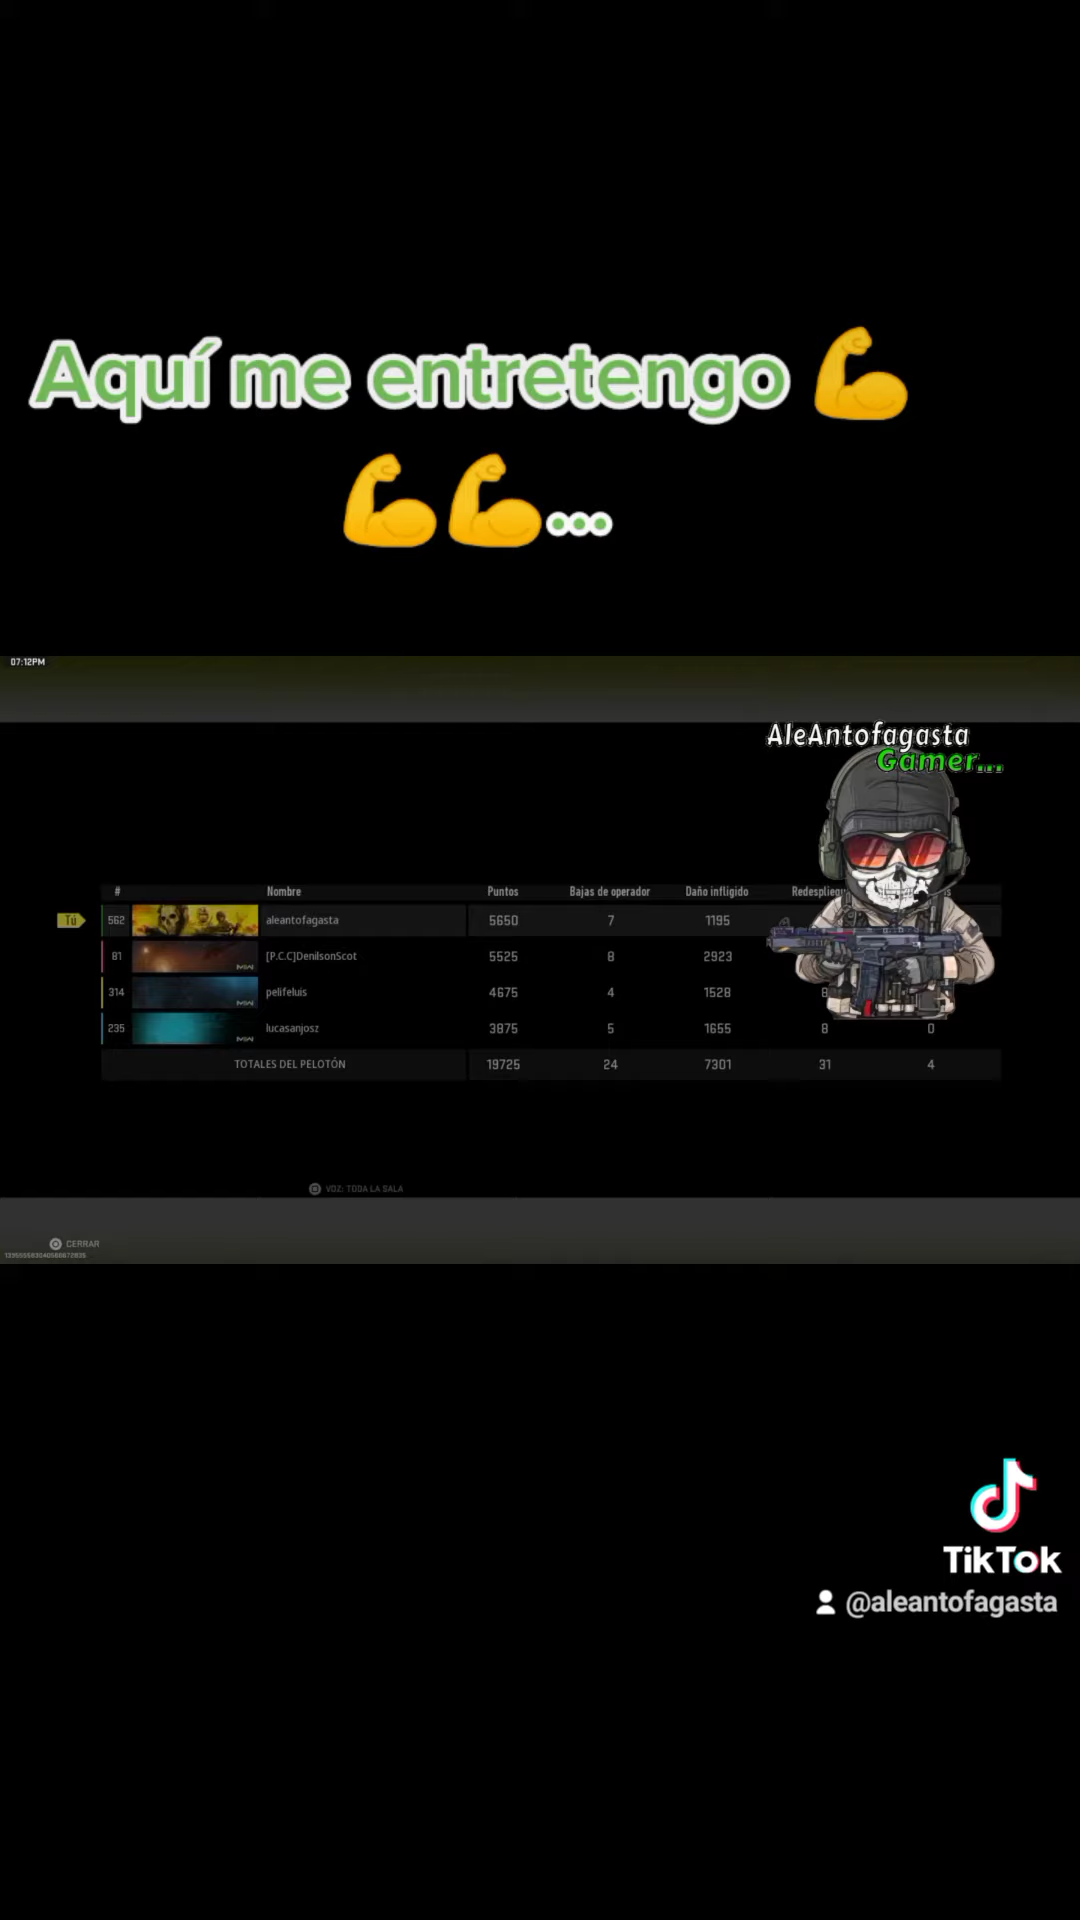 Aquí me entretengo 💪
💪💪...
07:12PM
AleAntofagasta
Gamer...
# Nombre Puntos Bajas de operador Daño infligido
Tú 562 aleantofagasta 5650 7 1195
81 [P.C.C]DenilsonScot 5525 8 2923
314 pelifeluis 4675 4 1528 8
235 lucasanjosz 3875 5 1655 8 0
TOTALES DEL PELOTÓN 19725 24 7301 31 4
VOZ: TODA LA SALA
CERRAR
TikTok
@aleantofagasta